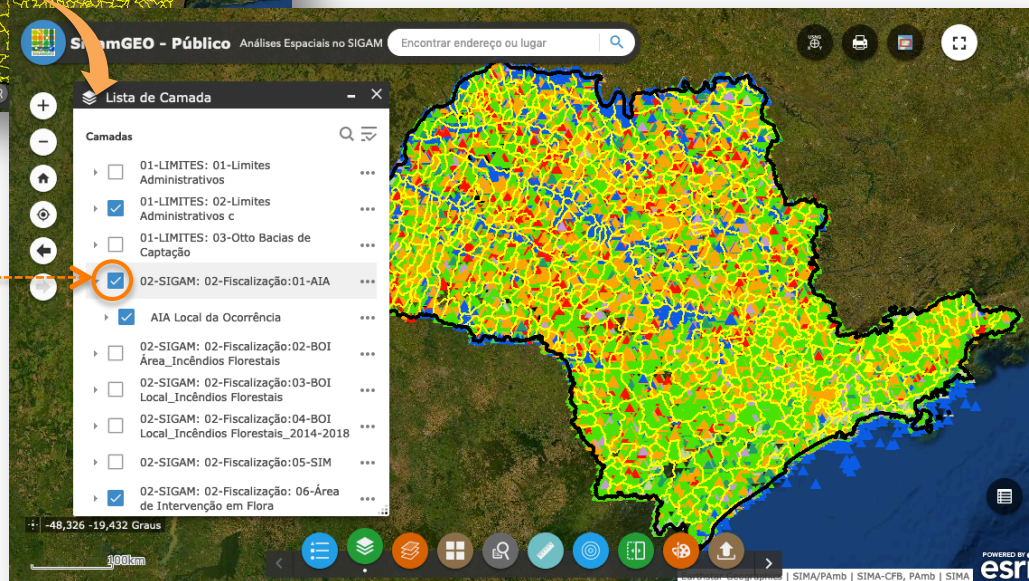 SigamGEO - Público Análises Espaciais no SIGAM Encontrar endereço ou lugar
USNG
Lista de Camada
Camadas
01-LIMITES: 01-Limites
Administrativos
01-LIMITES: 02-Limites
Administrativos c
01-LIMITES: 03-Otto Bacias de
Captação
02-SIGAM: 02-Fiscalização:01-AIA
AIA Local da Ocorrência
02-SIGAM: 02-Fiscalização:02-BOI
Área_Incêndios Florestais
02-SIGAM: 02-Fiscalização:03-BOI
Local_Incêndios Florestais
02-SIGAM: 02-Fiscalização:04-BOI
Local_Incêndios Florestais_2014-2018
02-SIGAM: 02-Fiscalização:05-SIM
02-SIGAM: 02-Fiscalização: 06-Área
de Intervenção em Flora
-48,326 -19,432 Graus
100km
Earthstar Geographics | SIMA/PAmb | SIMA-CFB, PAmb | SIMA
POWERED BY
esri